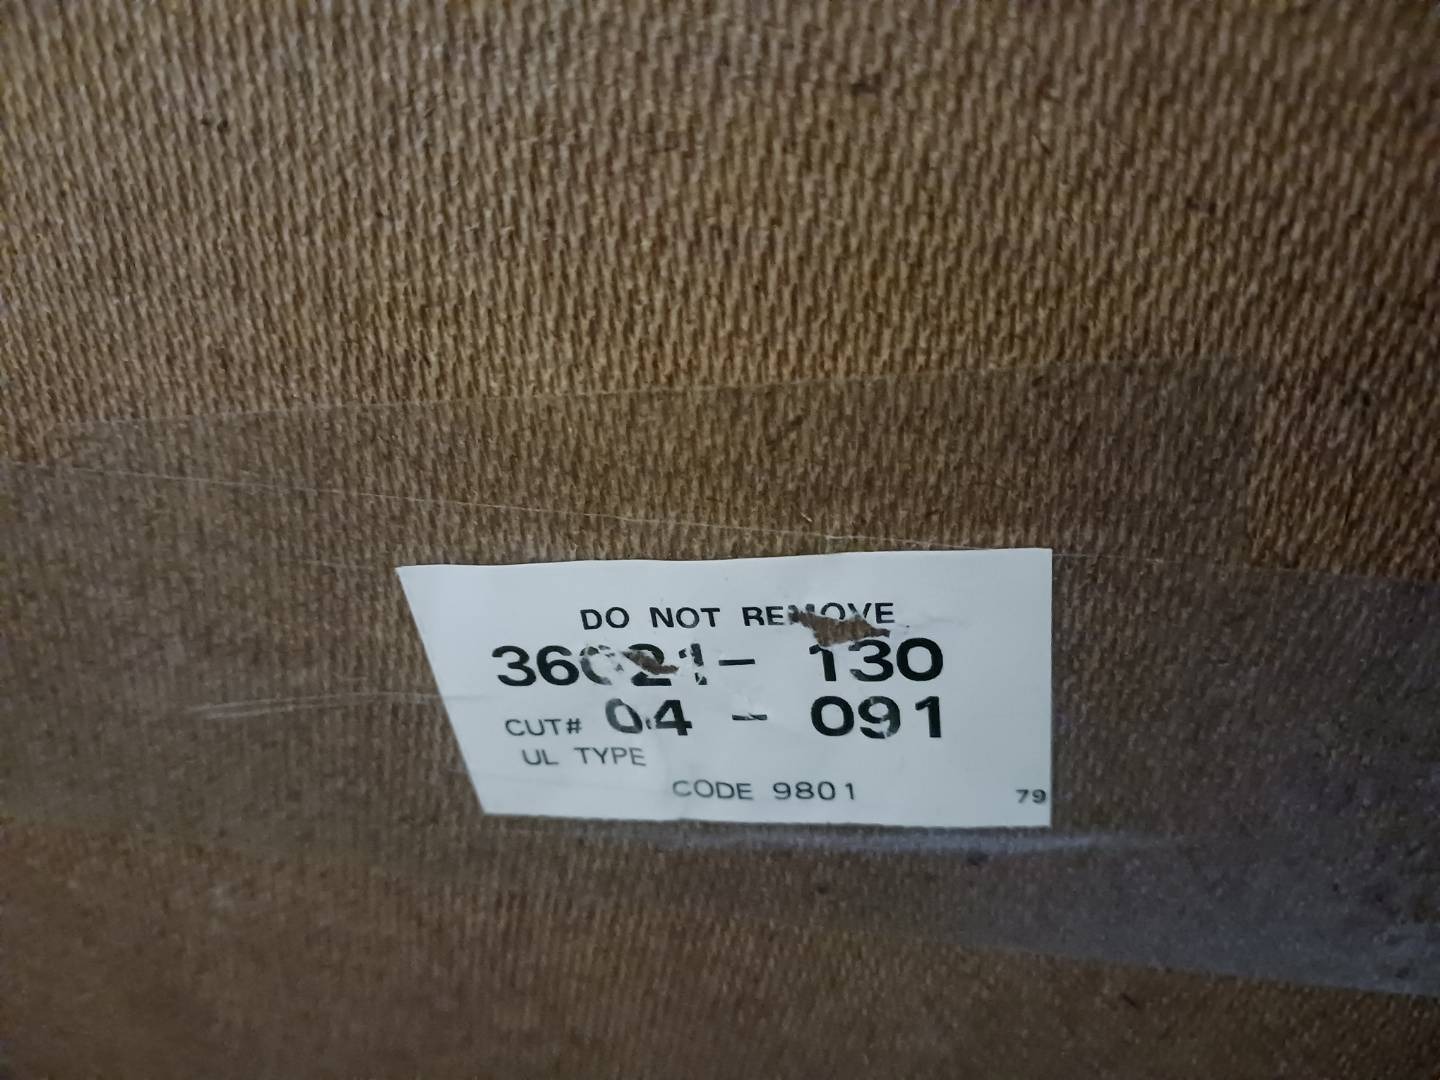 DO NOT REMOVE
36021- 130
CUT# 04 - 091
UL TYPE
CODE 9801
79